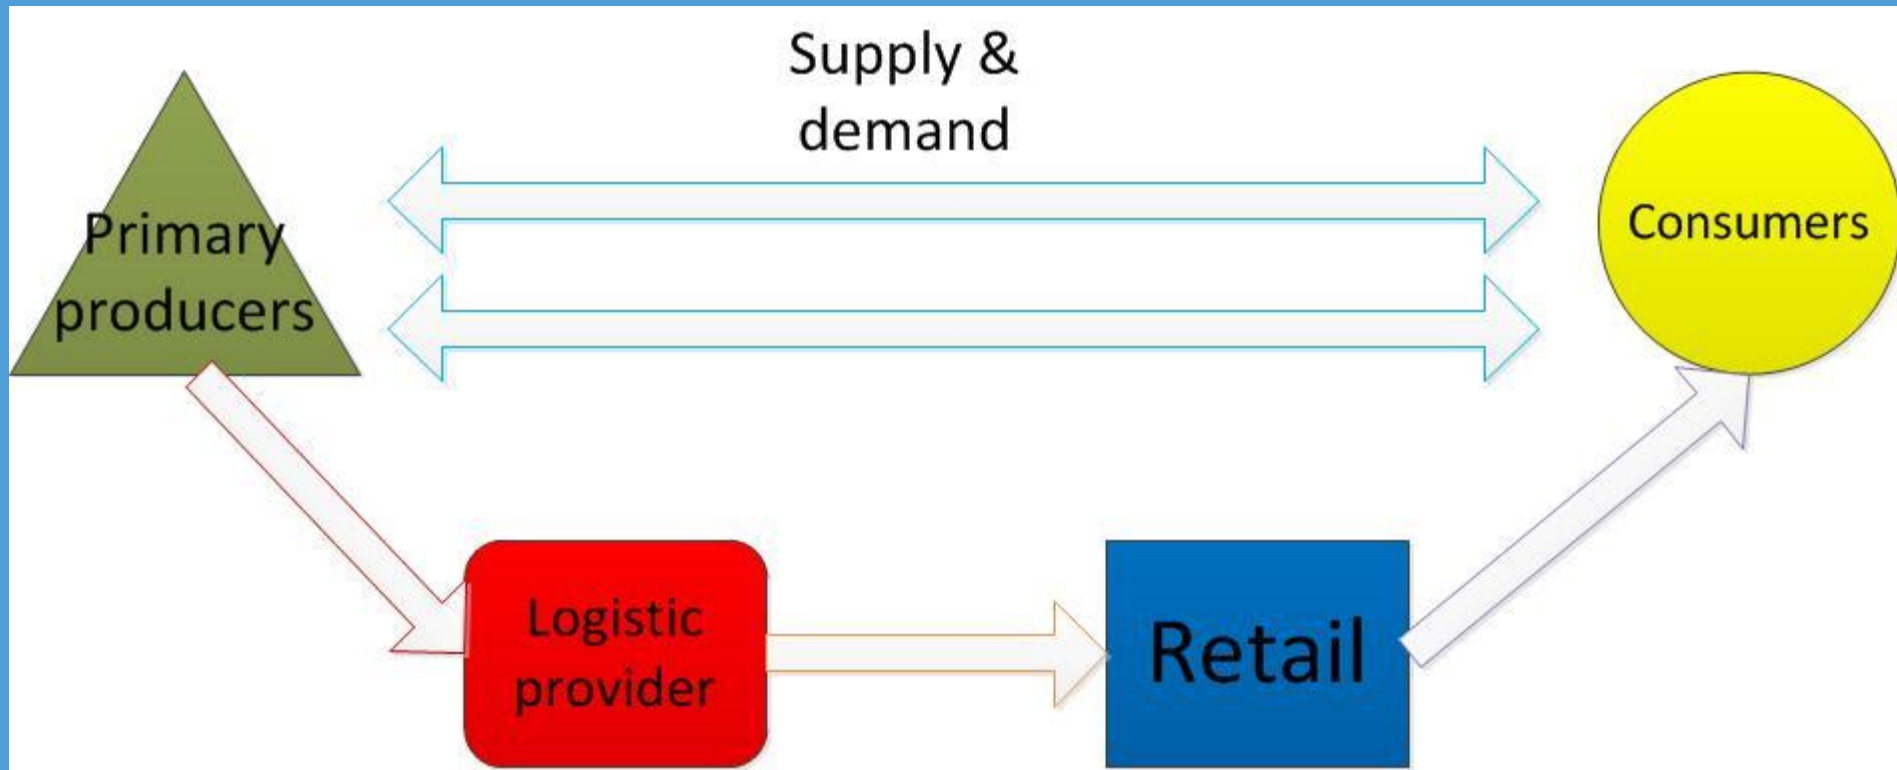 Supply &
demand
Primary
producers
Consumers
Logistic
provider
Retail